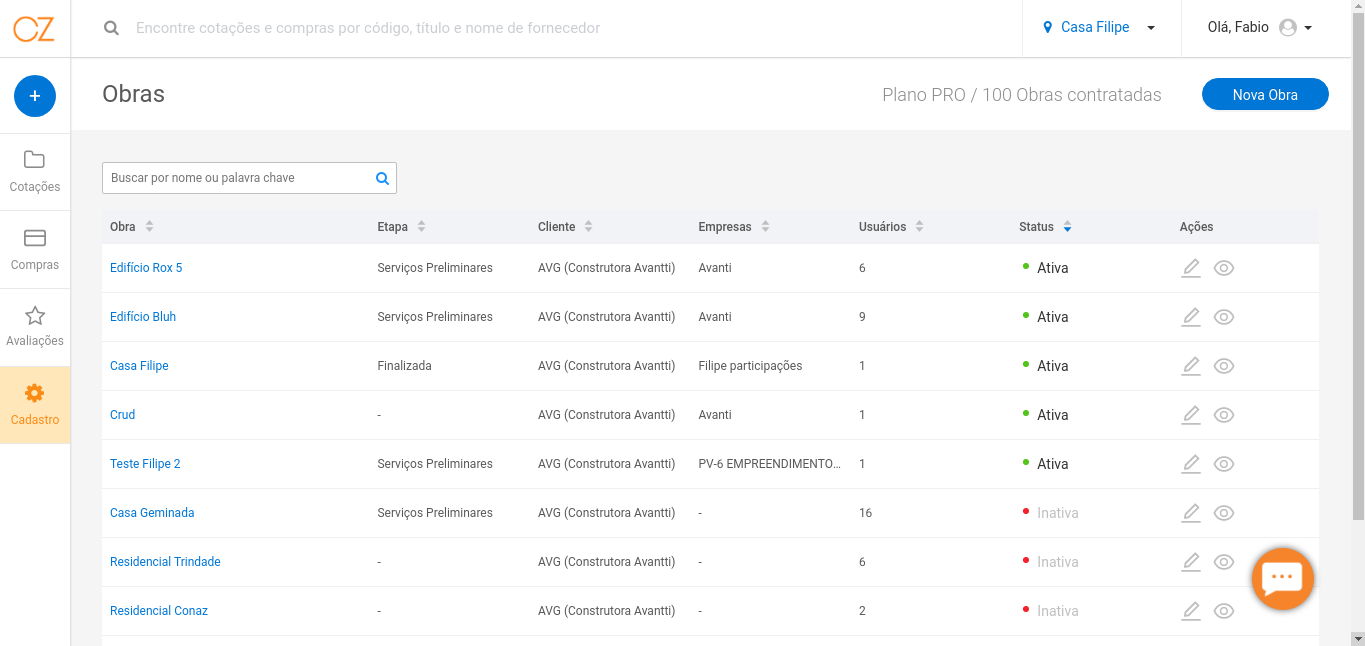 CZ
Encontre cotações e compras por código, título e nome de fornecedor
Casa Filipe
Olá, Fabio
Obras
Plano PRO / 100 Obras contratadas
Nova Obra
+
Cotações
Compras
Avaliações
Cadastro
Buscar por nome ou palavra chave
Obra Etapa Cliente Empresas Usuários Status Ações
Edifício Rox 5 Serviços Preliminares AVG (Construtora Avantti) Avanti 6 Ativa
Edifício Bluh Serviços Preliminares AVG (Construtora Avantti) Avanti 9 Ativa
Casa Filipe Finalizada AVG (Construtora Avantti) Filipe participações 1 Ativa
Crud - AVG (Construtora Avantti) Avanti 1 Ativa
Teste Filipe 2 Serviços Preliminares AVG (Construtora Avantti) PV-6 EMPREENDIMENTO... 1 Ativa
Casa Geminada Serviços Preliminares AVG (Construtora Avantti) - 16 Inativa
Residencial Trindade - AVG (Construtora Avantti) - 6 Inativa
Residencial Conaz - AVG (Construtora Avantti) - 2 Inativa